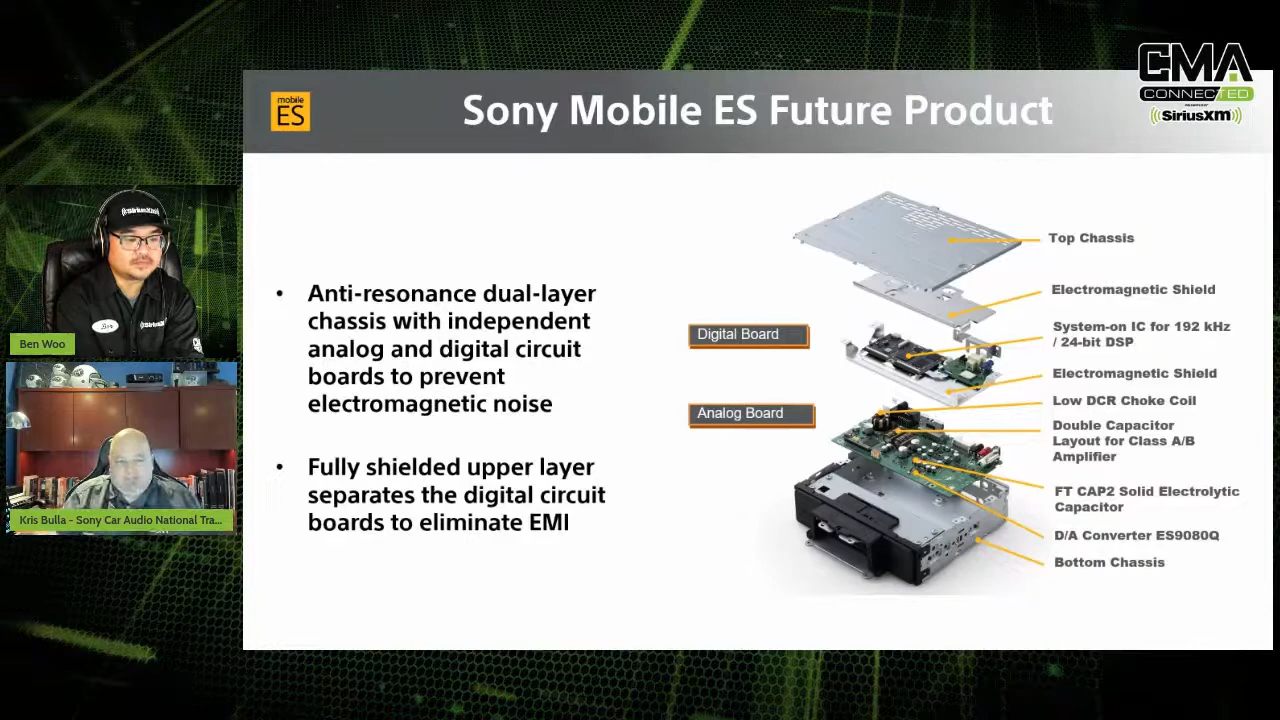 CMA
CONNECTED
SiriusXM
mobile
ES
Sony Mobile ES Future Product
SiriusXM
Ben
Ben Woo
Kris Bulla - Sony Car Audio National Tra...
• Anti-resonance dual-layer
chassis with independent
analog and digital circuit
boards to prevent
electromagnetic noise
• Fully shielded upper layer
separates the digital circuit
boards to eliminate EMI
Digital Board
Analog Board
Top Chassis
Electromagnetic Shield
System-on IC for 192 kHz
/ 24-bit DSP
Electromagnetic Shield
Low DCR Choke Coil
Double Capacitor
Layout for Class A/B
Amplifier
FT CAP2 Solid Electrolytic
Capacitor
D/A Converter ES9080Q
Bottom Chassis